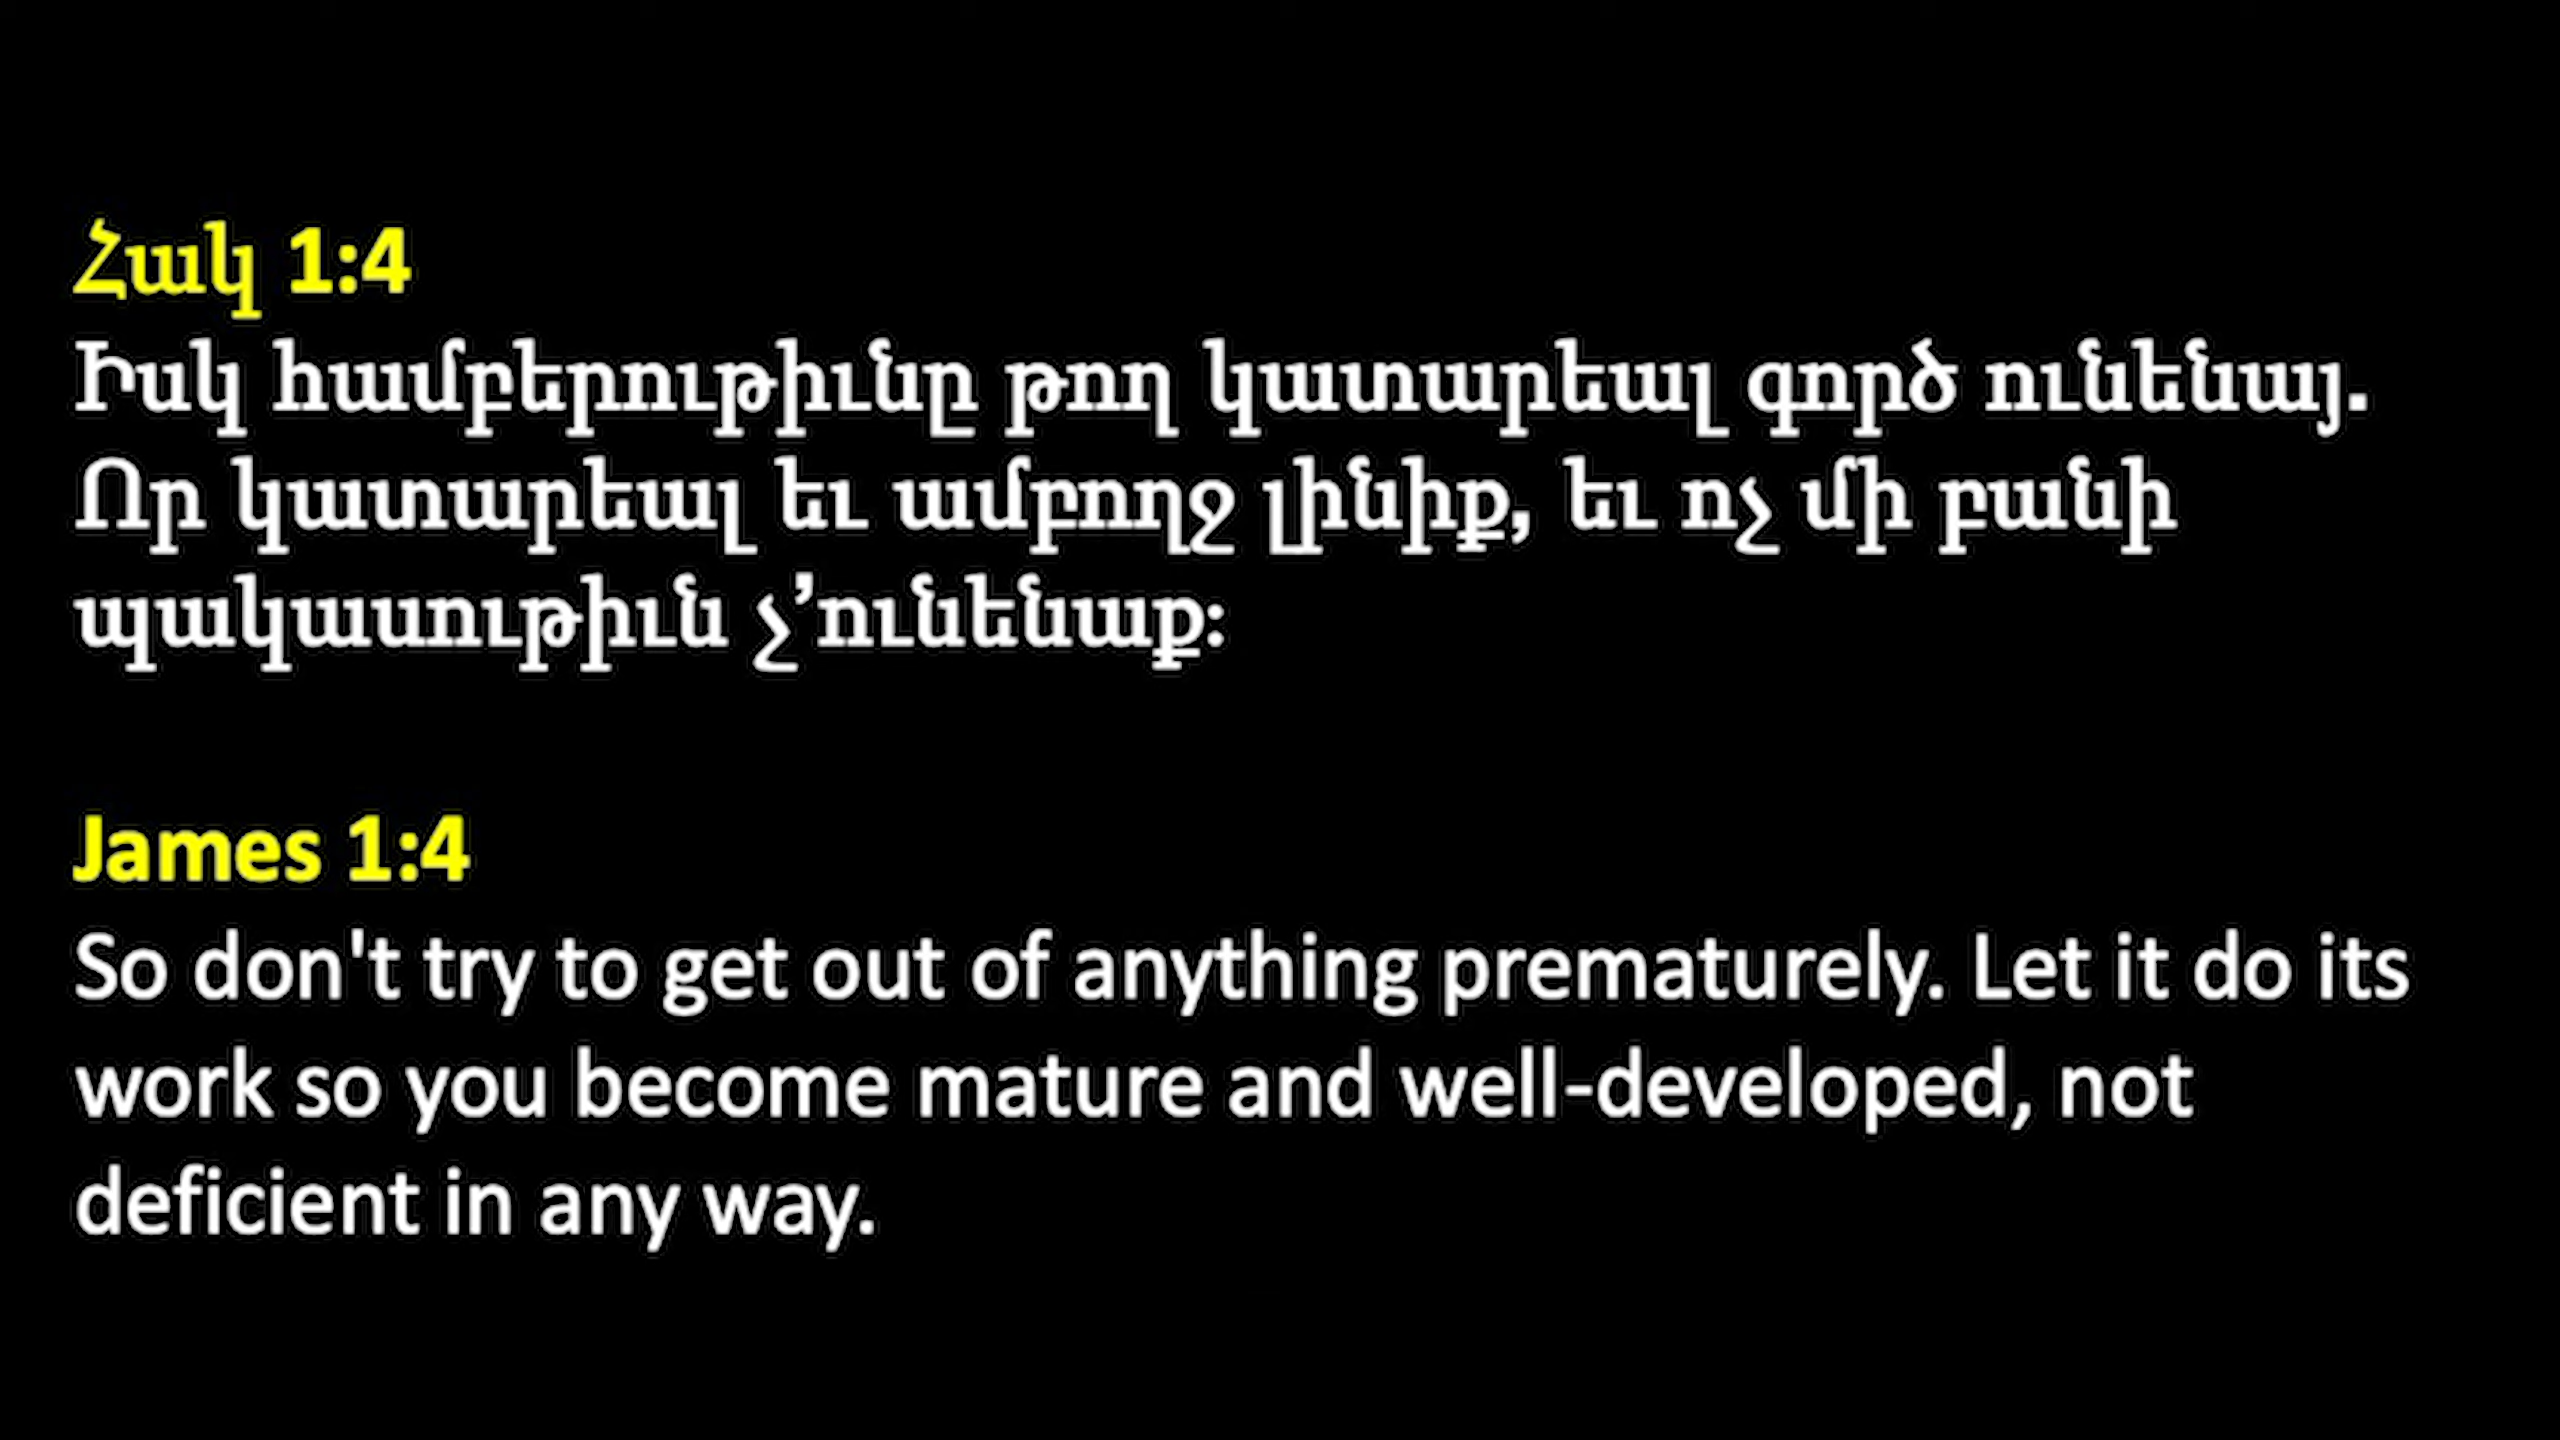 Հակ 1:4
Իսկ համբերութիւնը թող կատարեալ գործ ունենայ.
Որ կատարեալ եւ ամբողջ լինիք, եւ ոչ մի բանի
պակասութիւն չ’ունենաք։
James 1:4
So don't try to get out of anything prematurely. Let it do its
work so you become mature and well-developed, not
deficient in any way.